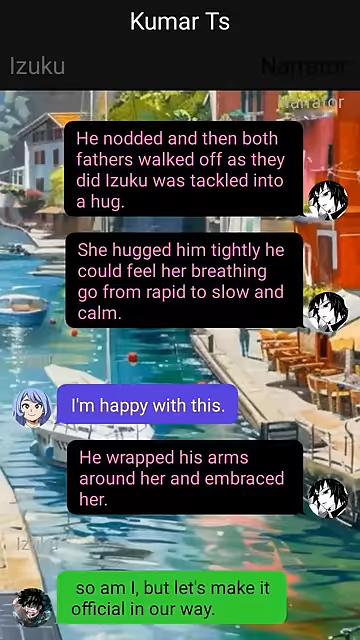 Kumar Ts
Izuku
Narrator
Narrator
He nodded and then both
fathers walked off as they
did Izuku was tackled into
a hug.
She hugged him tightly he
could feel her breathing
go from rapid to slow and
calm.
I'm happy with this.
He wrapped his arms
around her and embraced
her.
Izuku
so am I, but let's make it
official in our way.